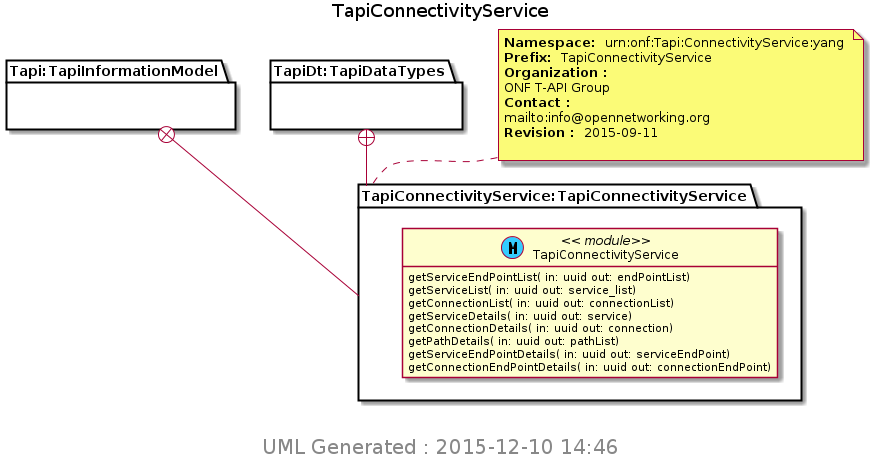 TapiConnectivityService
Namespace: urn:onf:Tapi:ConnectivityService:yang
Prefix: TapiConnectivityService
Organization :
ONF T-API Group
Contact :
mailto:info@opennetworking.org
Revision : 2015-09-11
Tapi:TapiInformationModel
TapiDt:TapiDataTypes
TapiConnectivityService:TapiConnectivityService
M
<< module>>
TapiConnectivityService
getServiceEndPointList( in: uuid out: endPointList)
getServiceList( in: uuid out: service_list)
getConnectionList( in: uuid out: connectionList)
getServiceDetails( in: uuid out: service)
getConnectionDetails( in: uuid out: connection)
getPathDetails( in: uuid out: pathList)
getServiceEndPointDetails( in: uuid out: serviceEndPoint)
getConnectionEndPointDetails( in: uuid out: connectionEndPoint)
UML Generated : 2015-12-10 14:46